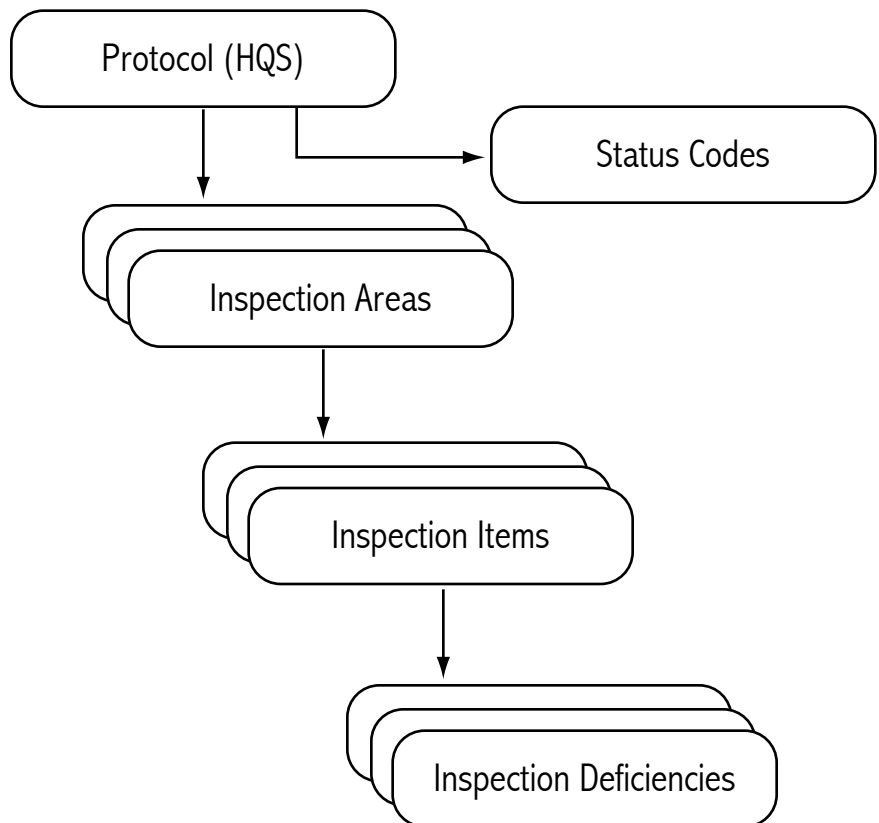 Protocol (HQS)
Status Codes
Inspection Areas
Inspection Items
Inspection Deficiencies